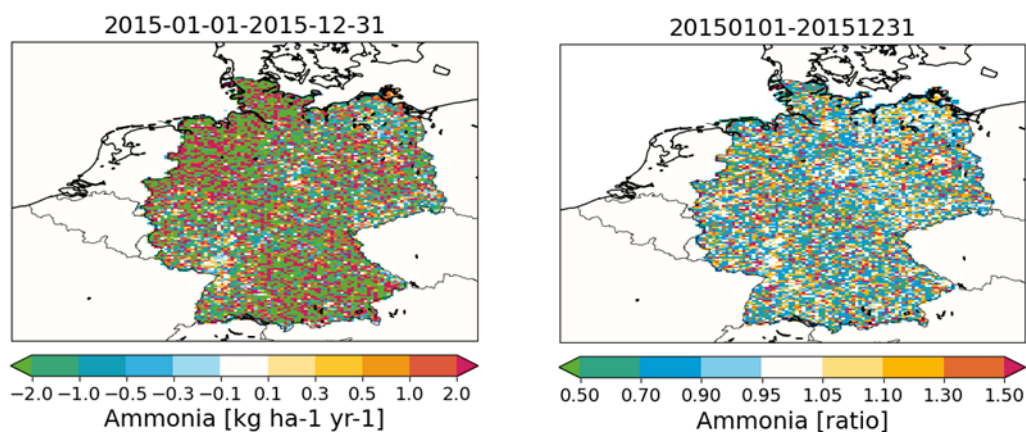 2015-01-01-2015-12-31
−2.0 −1.0 −0.5 −0.3 −0.1 0.1 0.3 0.5 1.0 2.0
Ammonia [kg ha-1 yr-1]
20150101-20151231
0.50 0.70 0.90 0.95 1.05 1.10 1.30 1.50
Ammonia [ratio]